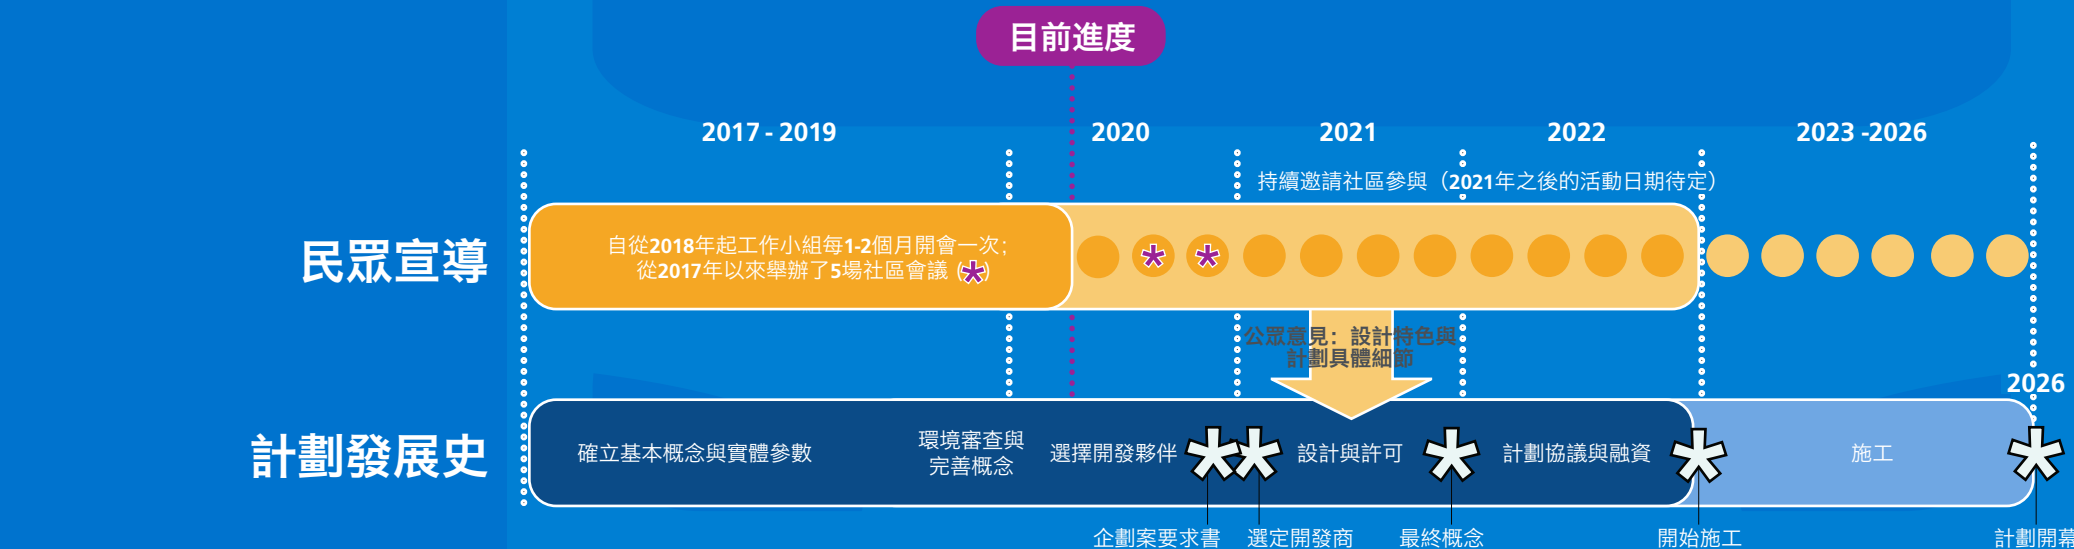 目前進度
2017 - 2019
2020
2021
2022
2023 -2026
持續邀請社區參與（2021年之後的活動日期待定）
民眾宣導
自從2018年起工作小組每1-2個月開會一次；
從2017年以來舉辦了5場社區會議 (*)
公眾意見：設計特色與
計劃具體細節
2026
計劃發展史
確立基本概念與實體參數
環境審查與
完善概念
選擇開發夥伴
設計與許可
計劃協議與融資
施工
企劃案要求書
選定開發商
最終概念
開始施工
計劃開幕